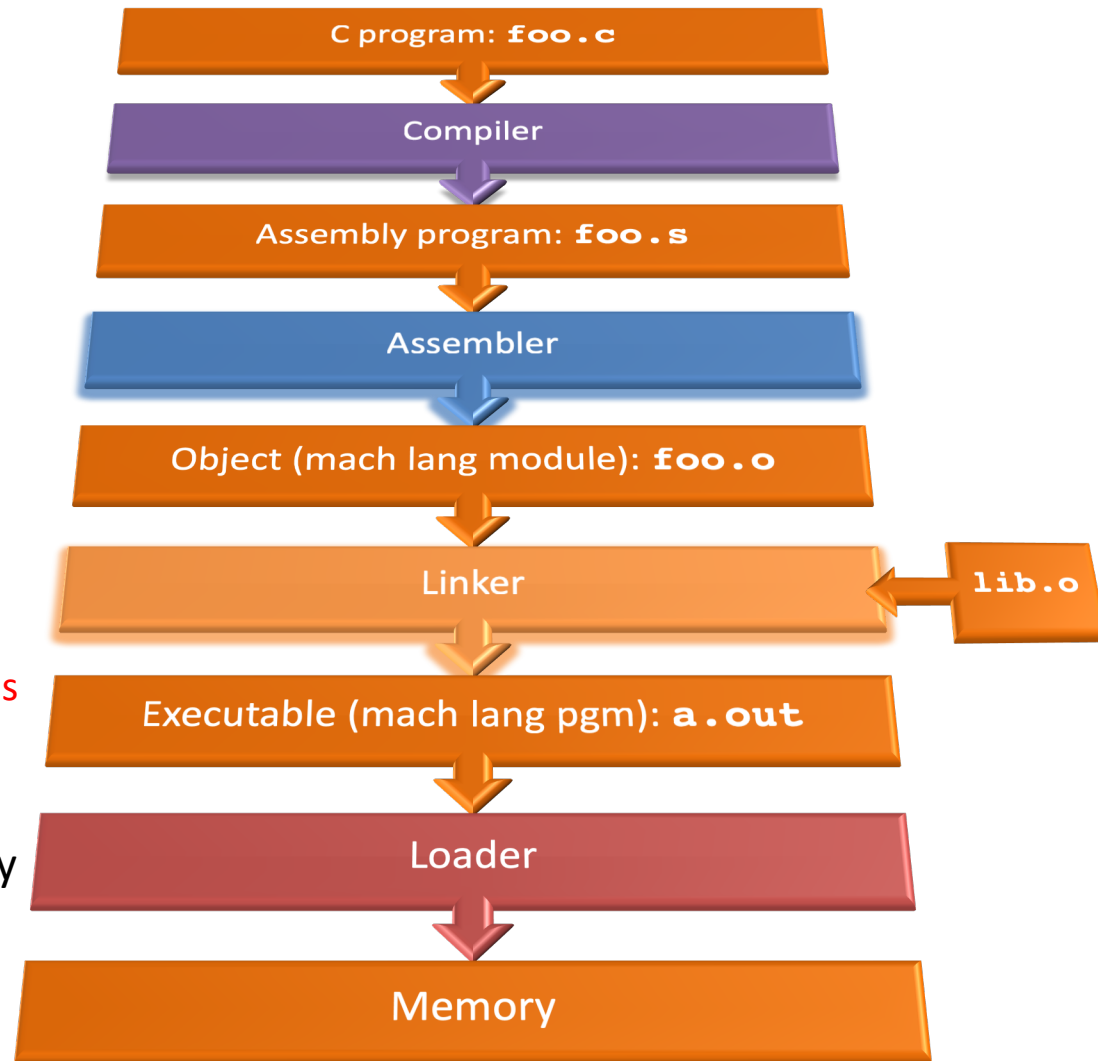 C program: foo.c
Compiler
Assembly program: foo.s
Assembler
Object (mach lang module): foo.o
Linker
lib.o
s
Executable (mach lang pgm): a.out
Loader
y
Memory